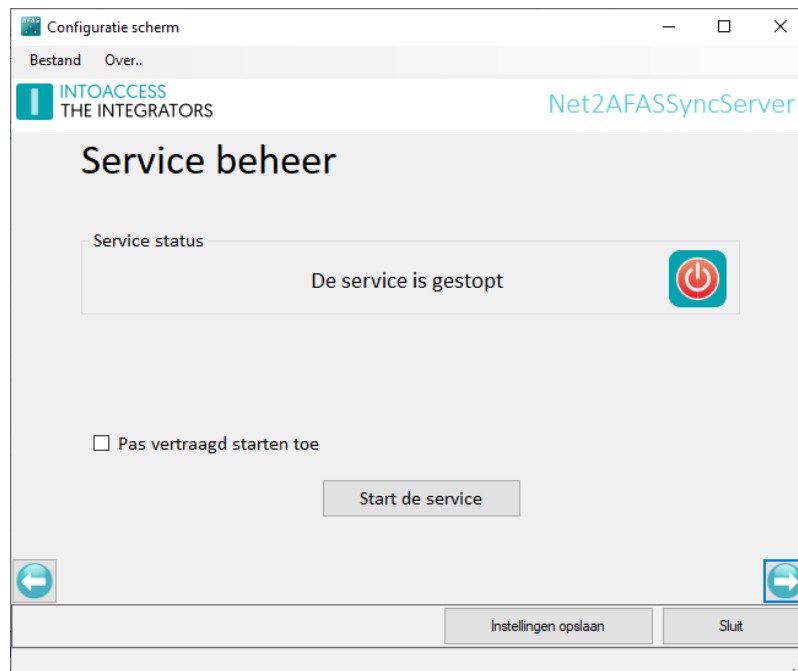 Configuratie scherm
Bestand Over..
INTOACCESS
THE INTEGRATORS
Net2AFASSyncServer
Service beheer
Service status
De service is gestopt
Pas vertraagd starten toe
Start de service
Instellingen opslaan Sluit